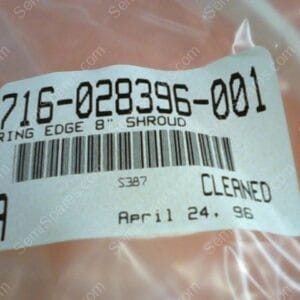 716-028396-001
RING EDGE 8" SHROUD
S387
CLEANED
A
April 24. 96